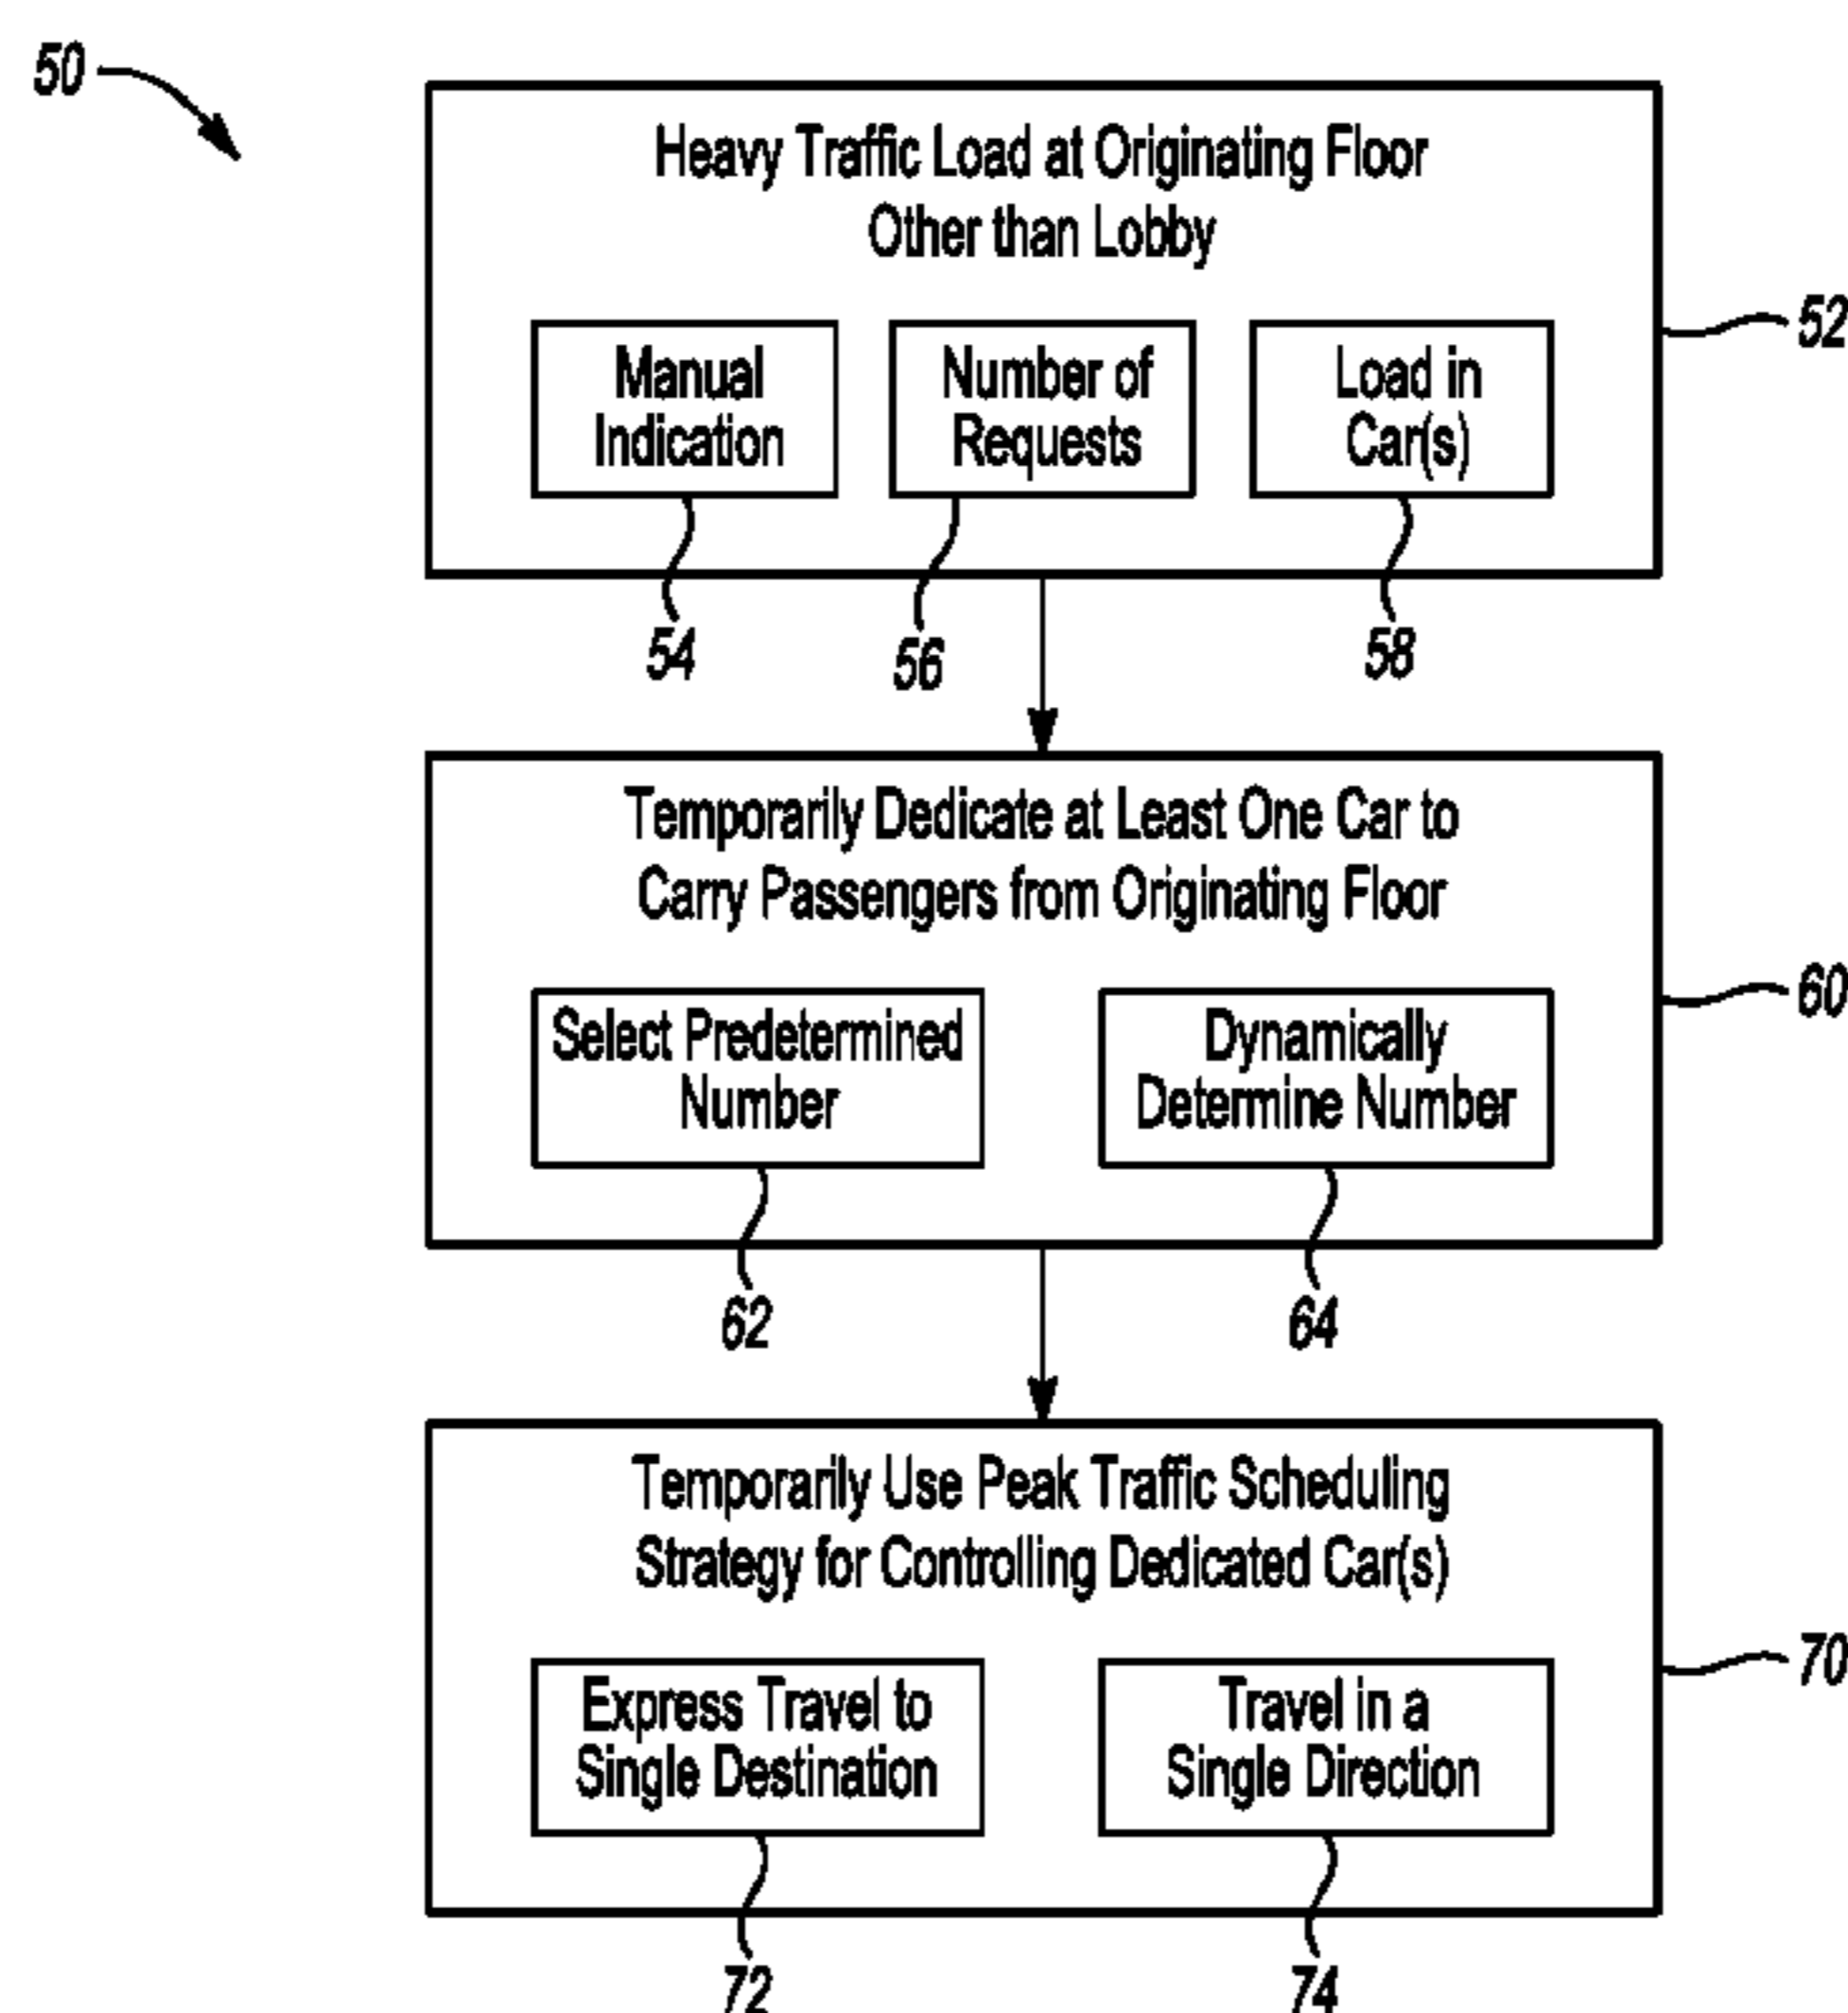 50
Heavy Traffic Load at Originating Floor
Other than Lobby
52
Manual
Indication
Number of
Requests
Load in
Car(s)
54
56
58
Temporarily Dedicate at Least One Car to
Carry Passengers from Originating Floor
60
Select Predetermined
Number
Dynamically
Determine Number
62
64
Temporarily Use Peak Traffic Scheduling
Strategy for Controlling Dedicated Car(s)
70
Express Travel to
Single Destination
Travel in a
Single Direction
72
74